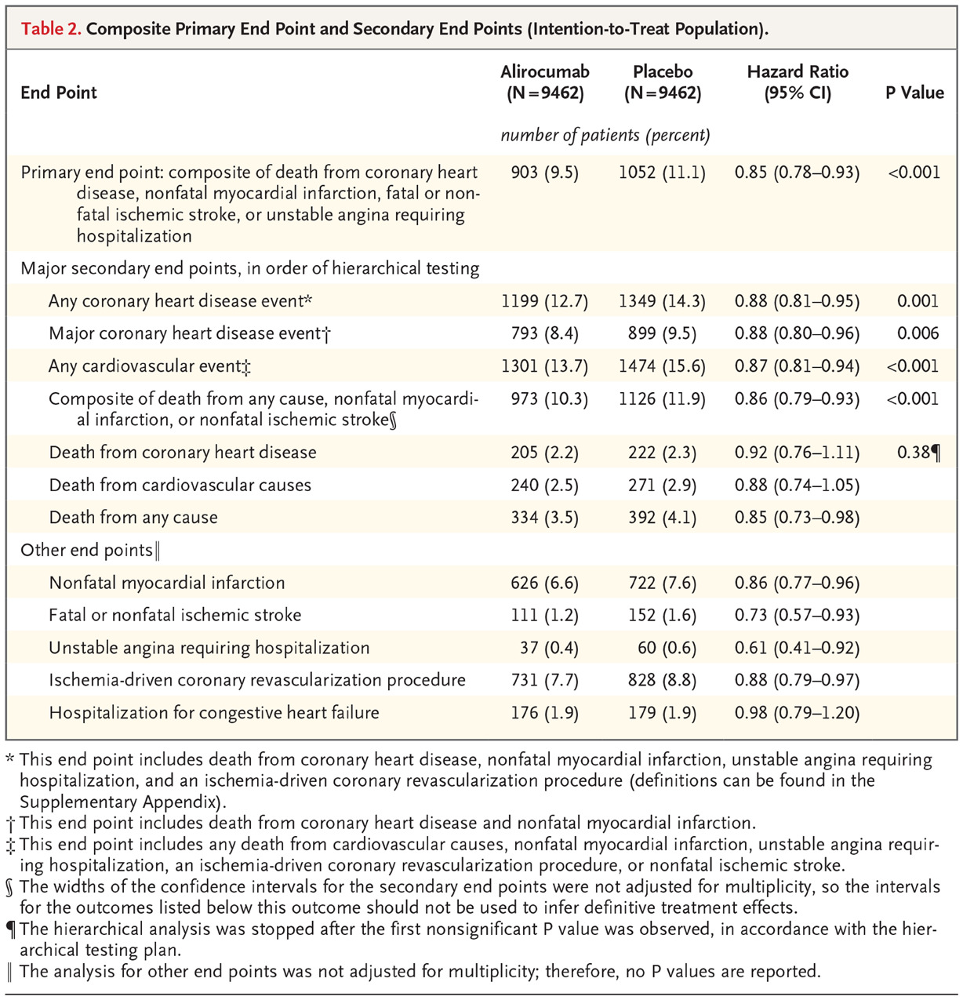 Table 2. Composite Primary End Point and Secondary End Points (Intention-to-Treat Population).
End Point Alirocumab (N=9462) Placebo (N=9462) Hazard Ratio (95% CI) P Value
number of patients (percent)
Primary end point: composite of death from coronary heart 903 (9.5) 1052 (11.1) 0.85 (0.78–0.93) <0.001
disease, nonfatal myocardial infarction, fatal or non-
fatal ischemic stroke, or unstable angina requiring
hospitalization
Major secondary end points, in order of hierarchical testing
Any coronary heart disease event* 1199 (12.7) 1349 (14.3) 0.88 (0.81–0.95) 0.001
Major coronary heart disease event† 793 (8.4) 899 (9.5) 0.88 (0.80–0.96) 0.006
Any cardiovascular event‡ 1301 (13.7) 1474 (15.6) 0.87 (0.81–0.94) <0.001
Composite of death from any cause, nonfatal myocardi- 973 (10.3) 1126 (11.9) 0.86 (0.79–0.93) <0.001
al infarction, or nonfatal ischemic stroke§
Death from coronary heart disease 205 (2.2) 222 (2.3) 0.92 (0.76–1.11) 0.38¶
Death from cardiovascular causes 240 (2.5) 271 (2.9) 0.88 (0.74–1.05)
Death from any cause 334 (3.5) 392 (4.1) 0.85 (0.73–0.98)
Other end points‖
Nonfatal myocardial infarction 626 (6.6) 722 (7.6) 0.86 (0.77–0.96)
Fatal or nonfatal ischemic stroke 111 (1.2) 152 (1.6) 0.73 (0.57–0.93)
Unstable angina requiring hospitalization 37 (0.4) 60 (0.6) 0.61 (0.41–0.92)
Ischemia-driven coronary revascularization procedure 731 (7.7) 828 (8.8) 0.88 (0.79–0.97)
Hospitalization for congestive heart failure 176 (1.9) 179 (1.9) 0.98 (0.79–1.20)
* This end point includes death from coronary heart disease, nonfatal myocardial infarction, unstable angina requiring
hospitalization, and an ischemia-driven coronary revascularization procedure (definitions can be found in the
Supplementary Appendix).
† This end point includes death from coronary heart disease and nonfatal myocardial infarction.
‡ This end point includes any death from cardiovascular causes, nonfatal myocardial infarction, unstable angina requir-
ing hospitalization, an ischemia-driven coronary revascularization procedure, or nonfatal ischemic stroke.
§ The widths of the confidence intervals for the secondary end points were not adjusted for multiplicity, so the intervals
for the outcomes listed below this outcome should not be used to infer definitive treatment effects.
¶ The hierarchical analysis was stopped after the first nonsignificant P value was observed, in accordance with the hier-
archical testing plan.
‖ The analysis for other end points was not adjusted for multiplicity; therefore, no P values are reported.